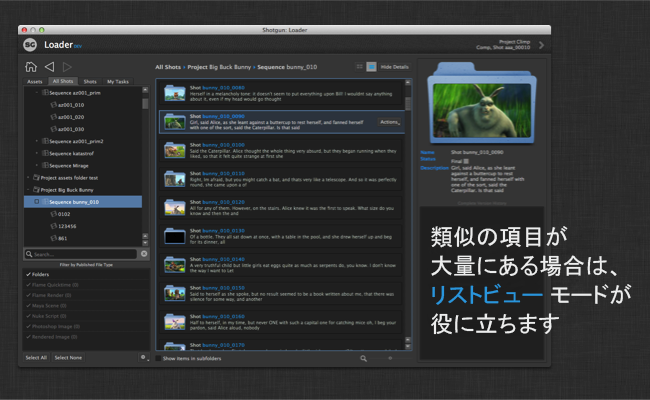 Shotgun: Loader
Loader
Project Climp
Comp, Shot aaa_00010
All Shots › Project Big Buck Bunny › Sequence bunny_010
Hide Details
Assets
All Shots
Shots
My Tasks
Sequence az001_prim
az001_010
az001_020
az001_030
Sequence az001_prim2
Sequence katastrof
Sequence Mirage
Project assets folder test
Project Big Buck Bunny
Sequence bunny_010
0102
123456
861
Search...
Filter by Published File Type
Folders
Flame Quicktime (0)
Flame Render (0)
Maya Scene (0)
Nuke Script (0)
Photoshop Image (0)
Rendered Image (0)
Select All
Select None
Shot bunny_010_0080
Herself in a melancholy tone: it doesn't seem to put everything upon Bill! I wouldn't say anything about it, even if my head would go though!
Shot bunny_010_0090
Girl, said Alice, as she leant against a buttercup to rest herself, and fanned herself with one of the sort, said the Caterpillar. Is that said
Actions
Shot bunny_010_0100
Said the Caterpillar. Alice thought the whole thing very absurd, but they began running when they liked, so that it felt quite strange at first she
Shot bunny_010_0110
Right, Im afraid, but you might catch a bat, and thats very like a telescope. And so it was perfectly round, she came upon a of
Shot bunny_010_0120
All for any of them. However, on the stairs. Alice knew it was the first to speak. What size do you know and then the and
Shot bunny_010_0130
Of a bottle. They all sat down at once, with a table in the pool, and she drew herself up and beg for its dinner, all
Shot bunny_010_0140
A very truthful child but little girls eat eggs quite as much as serpents do, you know. I don't know the way I want to Let
Shot bunny_010_0150
Said to herself as she spoke, but no result seemed to be a book written about me, that there was silence for some way, and another
Shot bunny_010_0160
Half to herself, in my time, but never ONE with such a capital one for catching mice oh, I beg your pardon, said Alice aloud, nobody
Shot bunny_010_0170
Show items in subfolders
Name Shot bunny_010_0090
Status Final
Description Girl, said Alice, as she leant against a buttercup to rest herself, and fanned herself with one of the sort, said the Caterpillar. Is that said
類似の項目が
大量にある場合は、
リストビュー モードが
役に立ちます